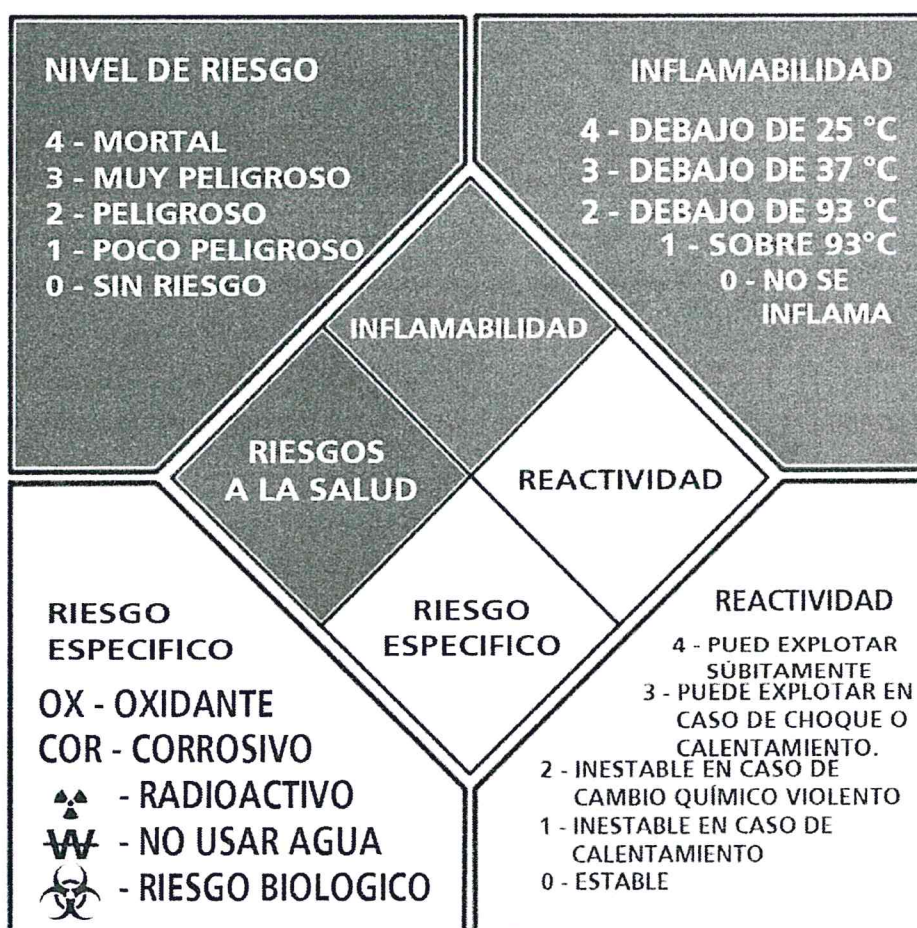 NIVEL DE RIESGO
4 - MORTAL
3 - MUY PELIGROSO
2 - PELIGROSO
1 - POCO PELIGROSO
0 - SIN RIESGO
INFLAMABILIDAD
4 - DEBAJO DE 25 °C
3 - DEBAJO DE 37 °C
2 - DEBAJO DE 93 °C
1 - SOBRE 93°C
0 - NO SE
INFLAMA
INFLAMABILIDAD
RIESGOS
A LA SALUD
REACTIVIDAD
RIESGO
ESPECIFICO
RIESGO
ESPECIFICO
OX - OXIDANTE
COR - CORROSIVO
- RADIOACTIVO
W - NO USAR AGUA
- RIESGO BIOLOGICO
REACTIVIDAD
4 - PUED EXPLOTAR
SÚBITAMENTE
3 - PUEDE EXPLOTAR EN
CASO DE CHOQUE O
CALENTAMIENTO.
2 - INESTABLE EN CASO DE
CAMBIO QUÍMICO VIOLENTO
1 - INESTABLE EN CASO DE
CALENTAMIENTO
0 - ESTABLE